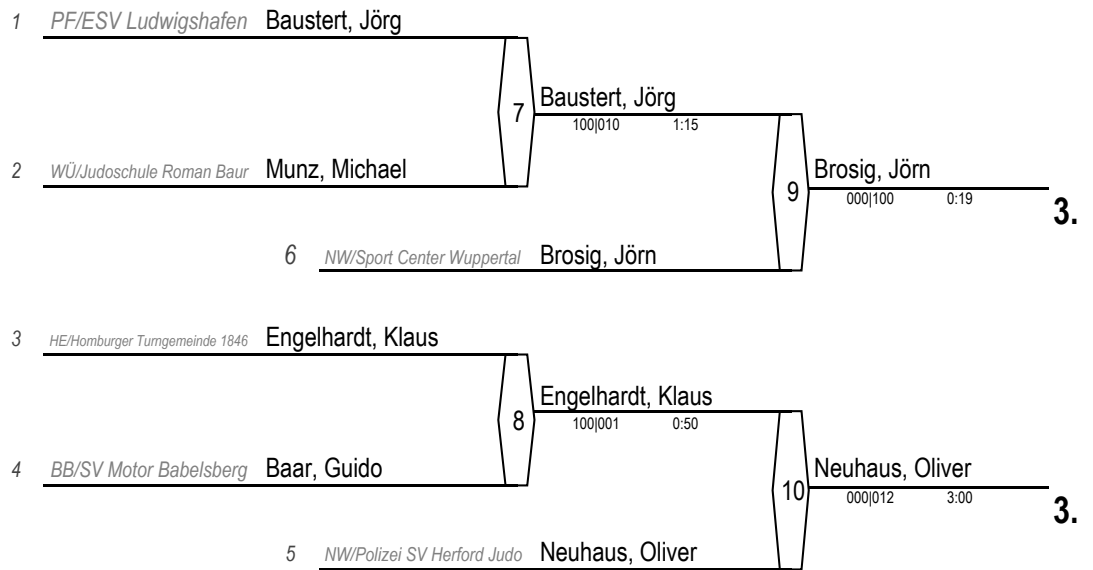 1 PF/ESV Ludwigshafen Baustert, Jörg
7 Baustert, Jörg
100|010 1:15
2 WÜ/Judoschule Roman Baur Munz, Michael
9 Brosig, Jörn
000|100 0:19
3.
6 NW/Sport Center Wuppertal Brosig, Jörn
3 HE/Homburger Turngemeinde 1846 Engelhardt, Klaus
8 Engelhardt, Klaus
100|001 0:50
4 BB/SV Motor Babelsberg Baar, Guido
10 Neuhaus, Oliver
000|012 3:00
3.
5 NW/Polizei SV Herford Judo Neuhaus, Oliver